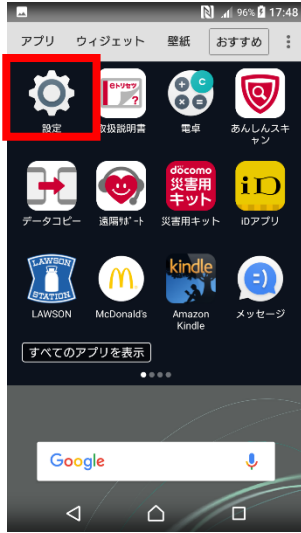 96% 17:48
アプリ ウィジェット 壁紙 おすすめ
設定 取扱説明書 電卓 あんしんスキ
ャン
docomo
災害用
キット
iD
データコピー 遠隔ｻﾎﾟｰﾄ 災害用キット iDアプリ
LAWSON
STATION
kindle
LAWSON McDonald's Amazon
Kindle メッセージ
すべてのアプリを表示
Google